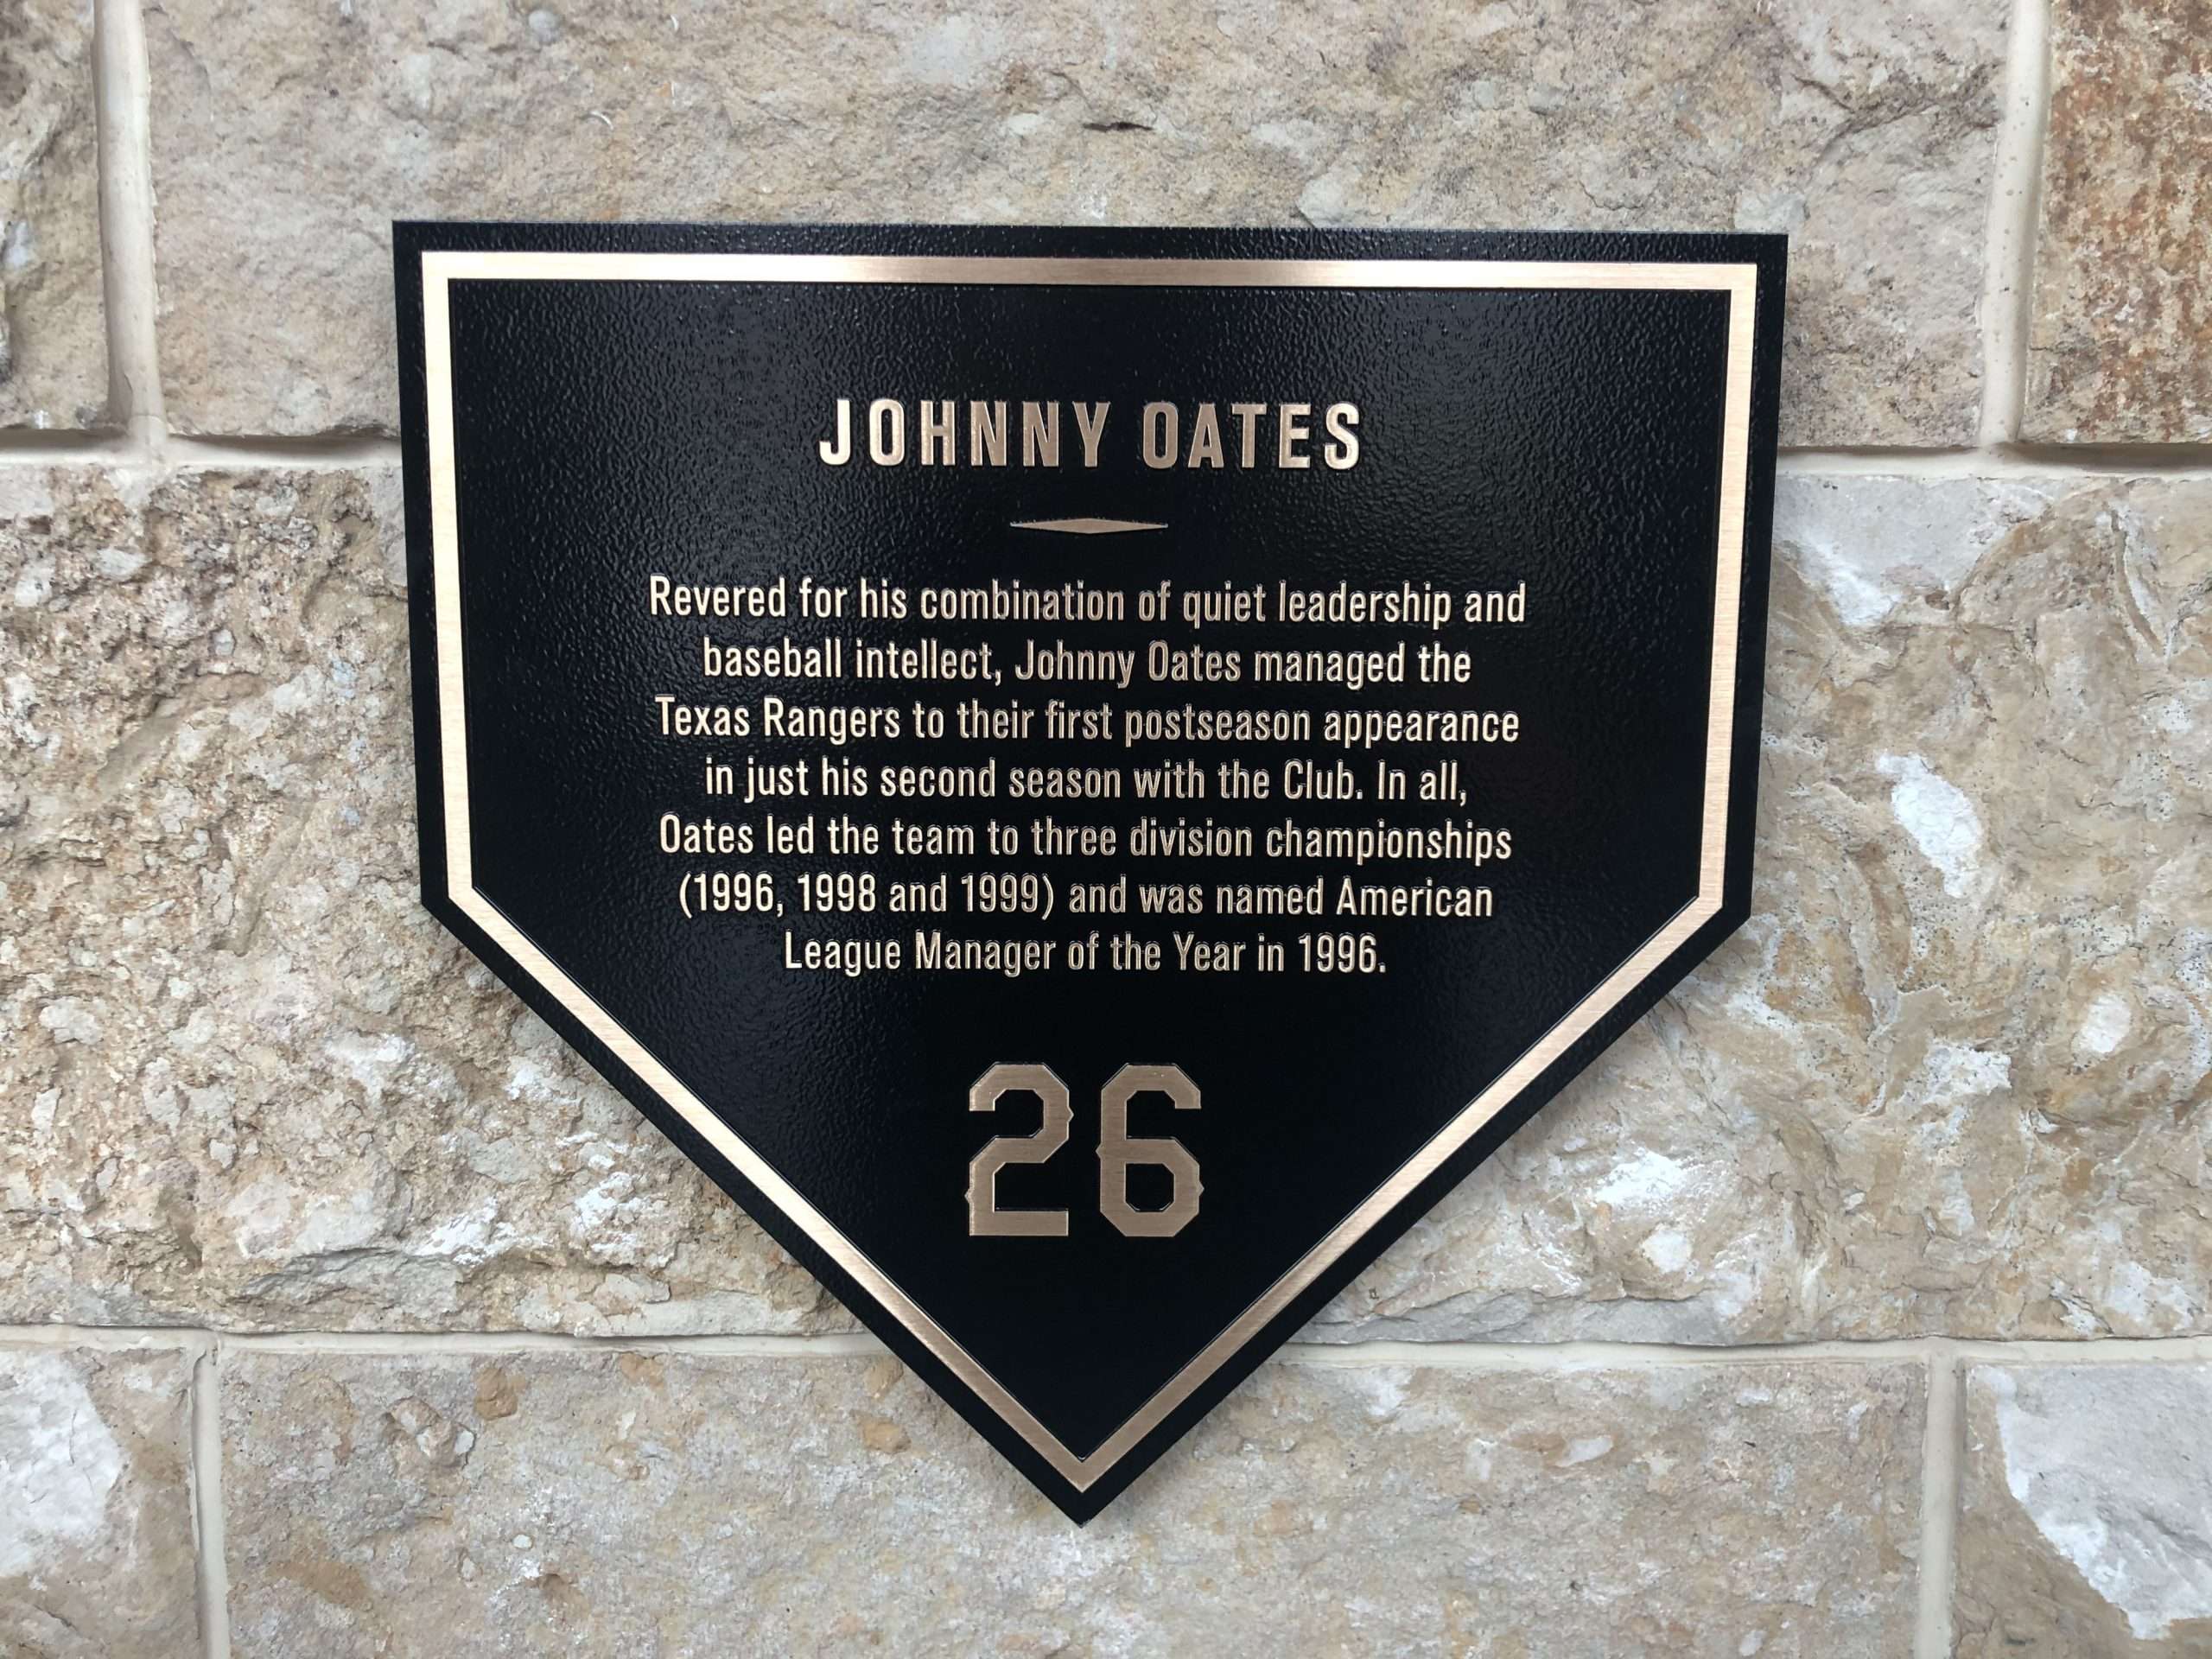 JOHNNY OATES
Revered for his combination of quiet leadership and
baseball intellect, Johnny Oates managed the
Texas Rangers to their first postseason appearance
in just his second season with the Club. In all,
Oates led the team to three division championships
(1996, 1998 and 1999) and was named American
League Manager of the Year in 1996.
26